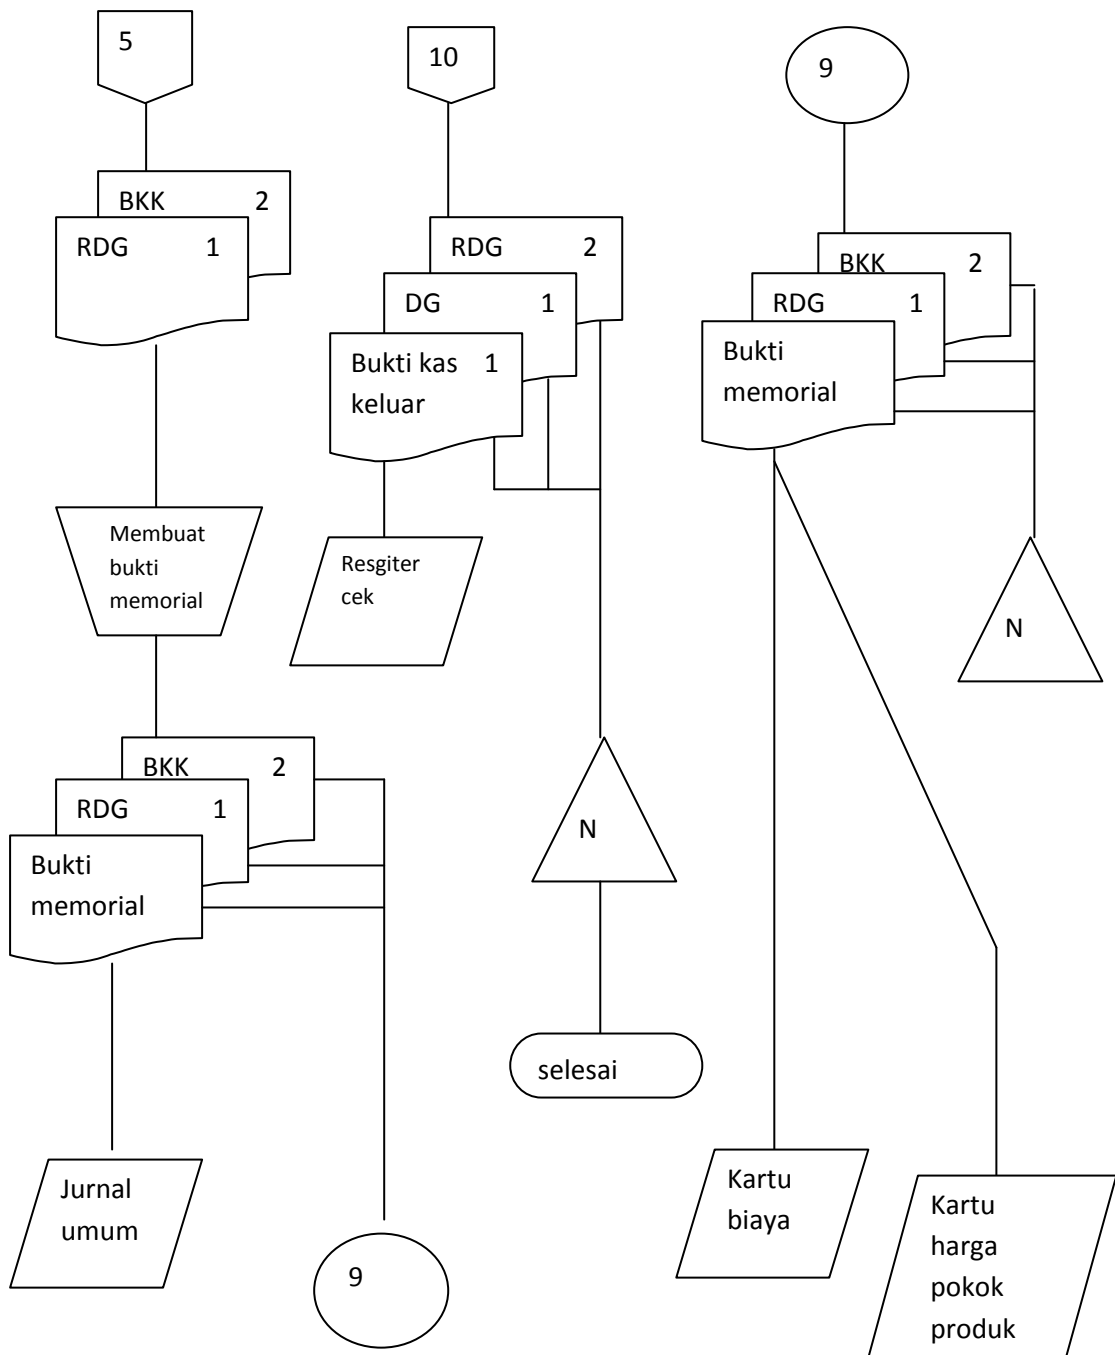 5
BKK 2
RDG 1
Membuat
bukti
memorial
BKK 2
RDG 1
Bukti
memorial
Jurnal
umum
9
10
RDG 2
DG 1
Bukti kas 1
keluar
Resgiter
cek
N
selesai
9
BKK 2
RDG 1
Bukti
memorial
N
Kartu
biaya
Kartu
harga
pokok
produk